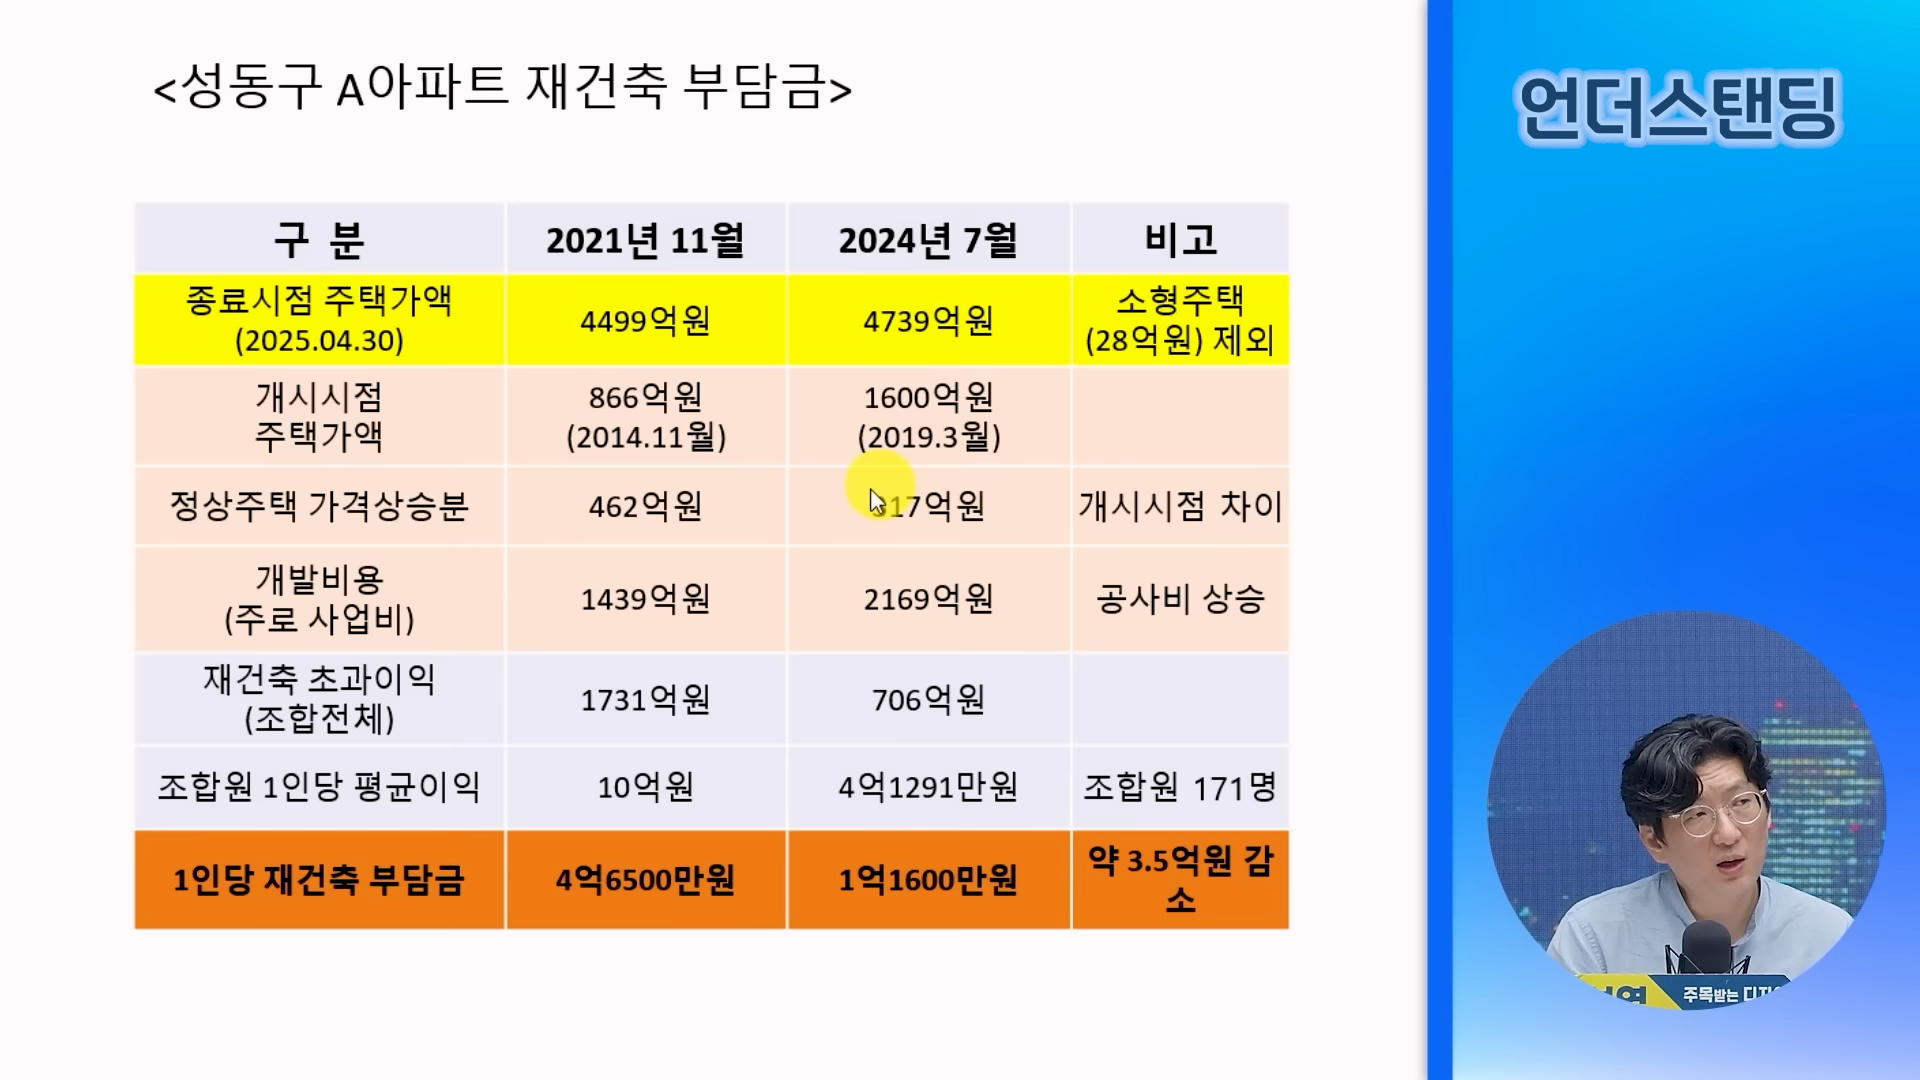 <성동구 A아파트 재건축 부담금>
언더스탠딩
구 분 2021년 11월 2024년 7월 비고
종료시점 주택가액 (2025.04.30) 4499억원 4739억원 소형주택 (28억원) 제외
개시시점 주택가액 866억원 (2014.11월) 1600억원 (2019.3월)
정상주택 가격상승분 462억원 317억원 개시시점 차이
개발비용 (주로 사업비) 1439억원 2169억원 공사비 상승
재건축 초과이익 (조합전체) 1731억원 706억원
조합원 1인당 평균이익 10억원 4억1291만원 조합원 171명
1인당 재건축 부담금 4억6500만원 1억1600만원 약 3.5억원 감소
주목받는